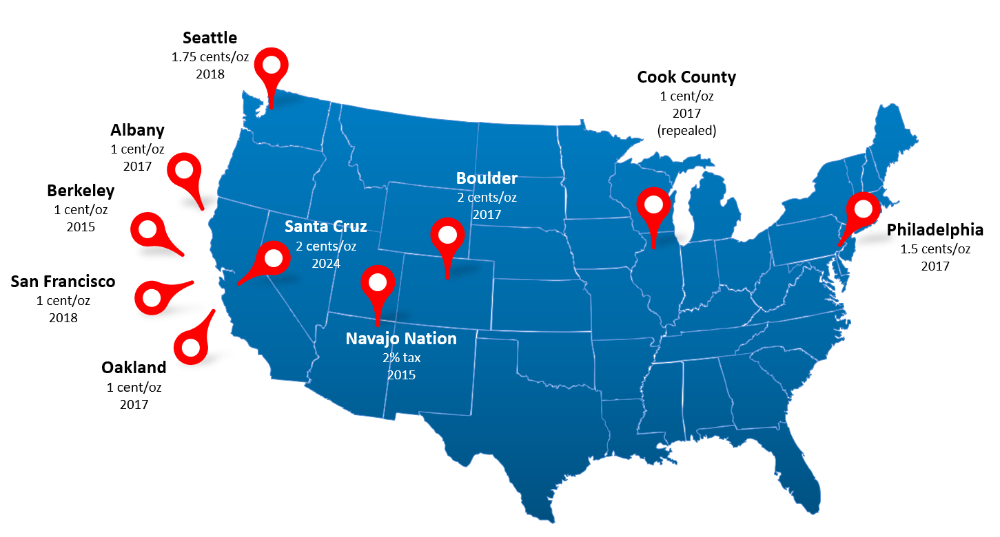 Seattle
1.75 cents/oz
2018
Cook County
1 cent/oz
2017
(repealed)
Albany
1 cent/oz
2017
Berkeley
1 cent/oz
2015
Boulder
2 cents/oz
2017
Santa Cruz
2 cents/oz
2024
Philadelphia
1.5 cents/oz
2017
San Francisco
1 cent/oz
2018
Navajo Nation
2% tax
2015
Oakland
1 cent/oz
2017